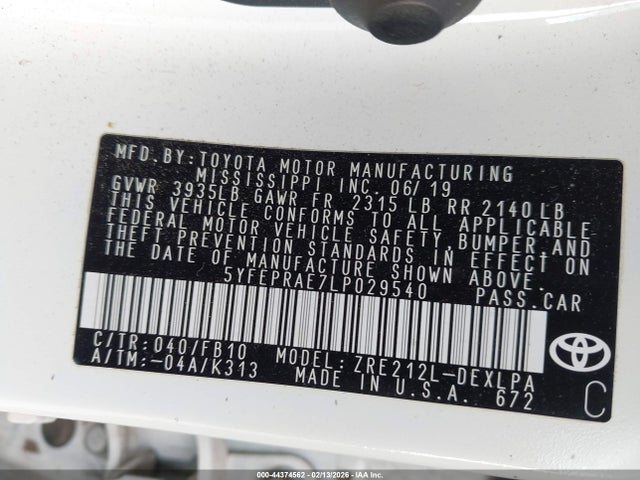 MFD. BY: TOYOTA MOTOR MANUFACTURING
MISSISSIPPI INC. 06/19
GVWR 3935LB GAWR FR 2315 LB RR 2140 LB
THIS VEHICLE CONFORMS TO ALL APPLICABLE
FEDERAL MOTOR VEHICLE SAFETY, BUMPER AND
THEFT PREVENTION STANDARDS IN EFFECT ON
THE DATE OF MANUFACTURE SHOWN ABOVE.
5YFEPRAE7LP029540 PASS. CAR
C/TR: 040/FB10 MODEL: ZRE212L-DEXLPA
A/TM: -04A/K313 MADE IN U.S.A. 672
C
000-44374562 - 02/13/2026 - COPYRIGHT IAA, LLC